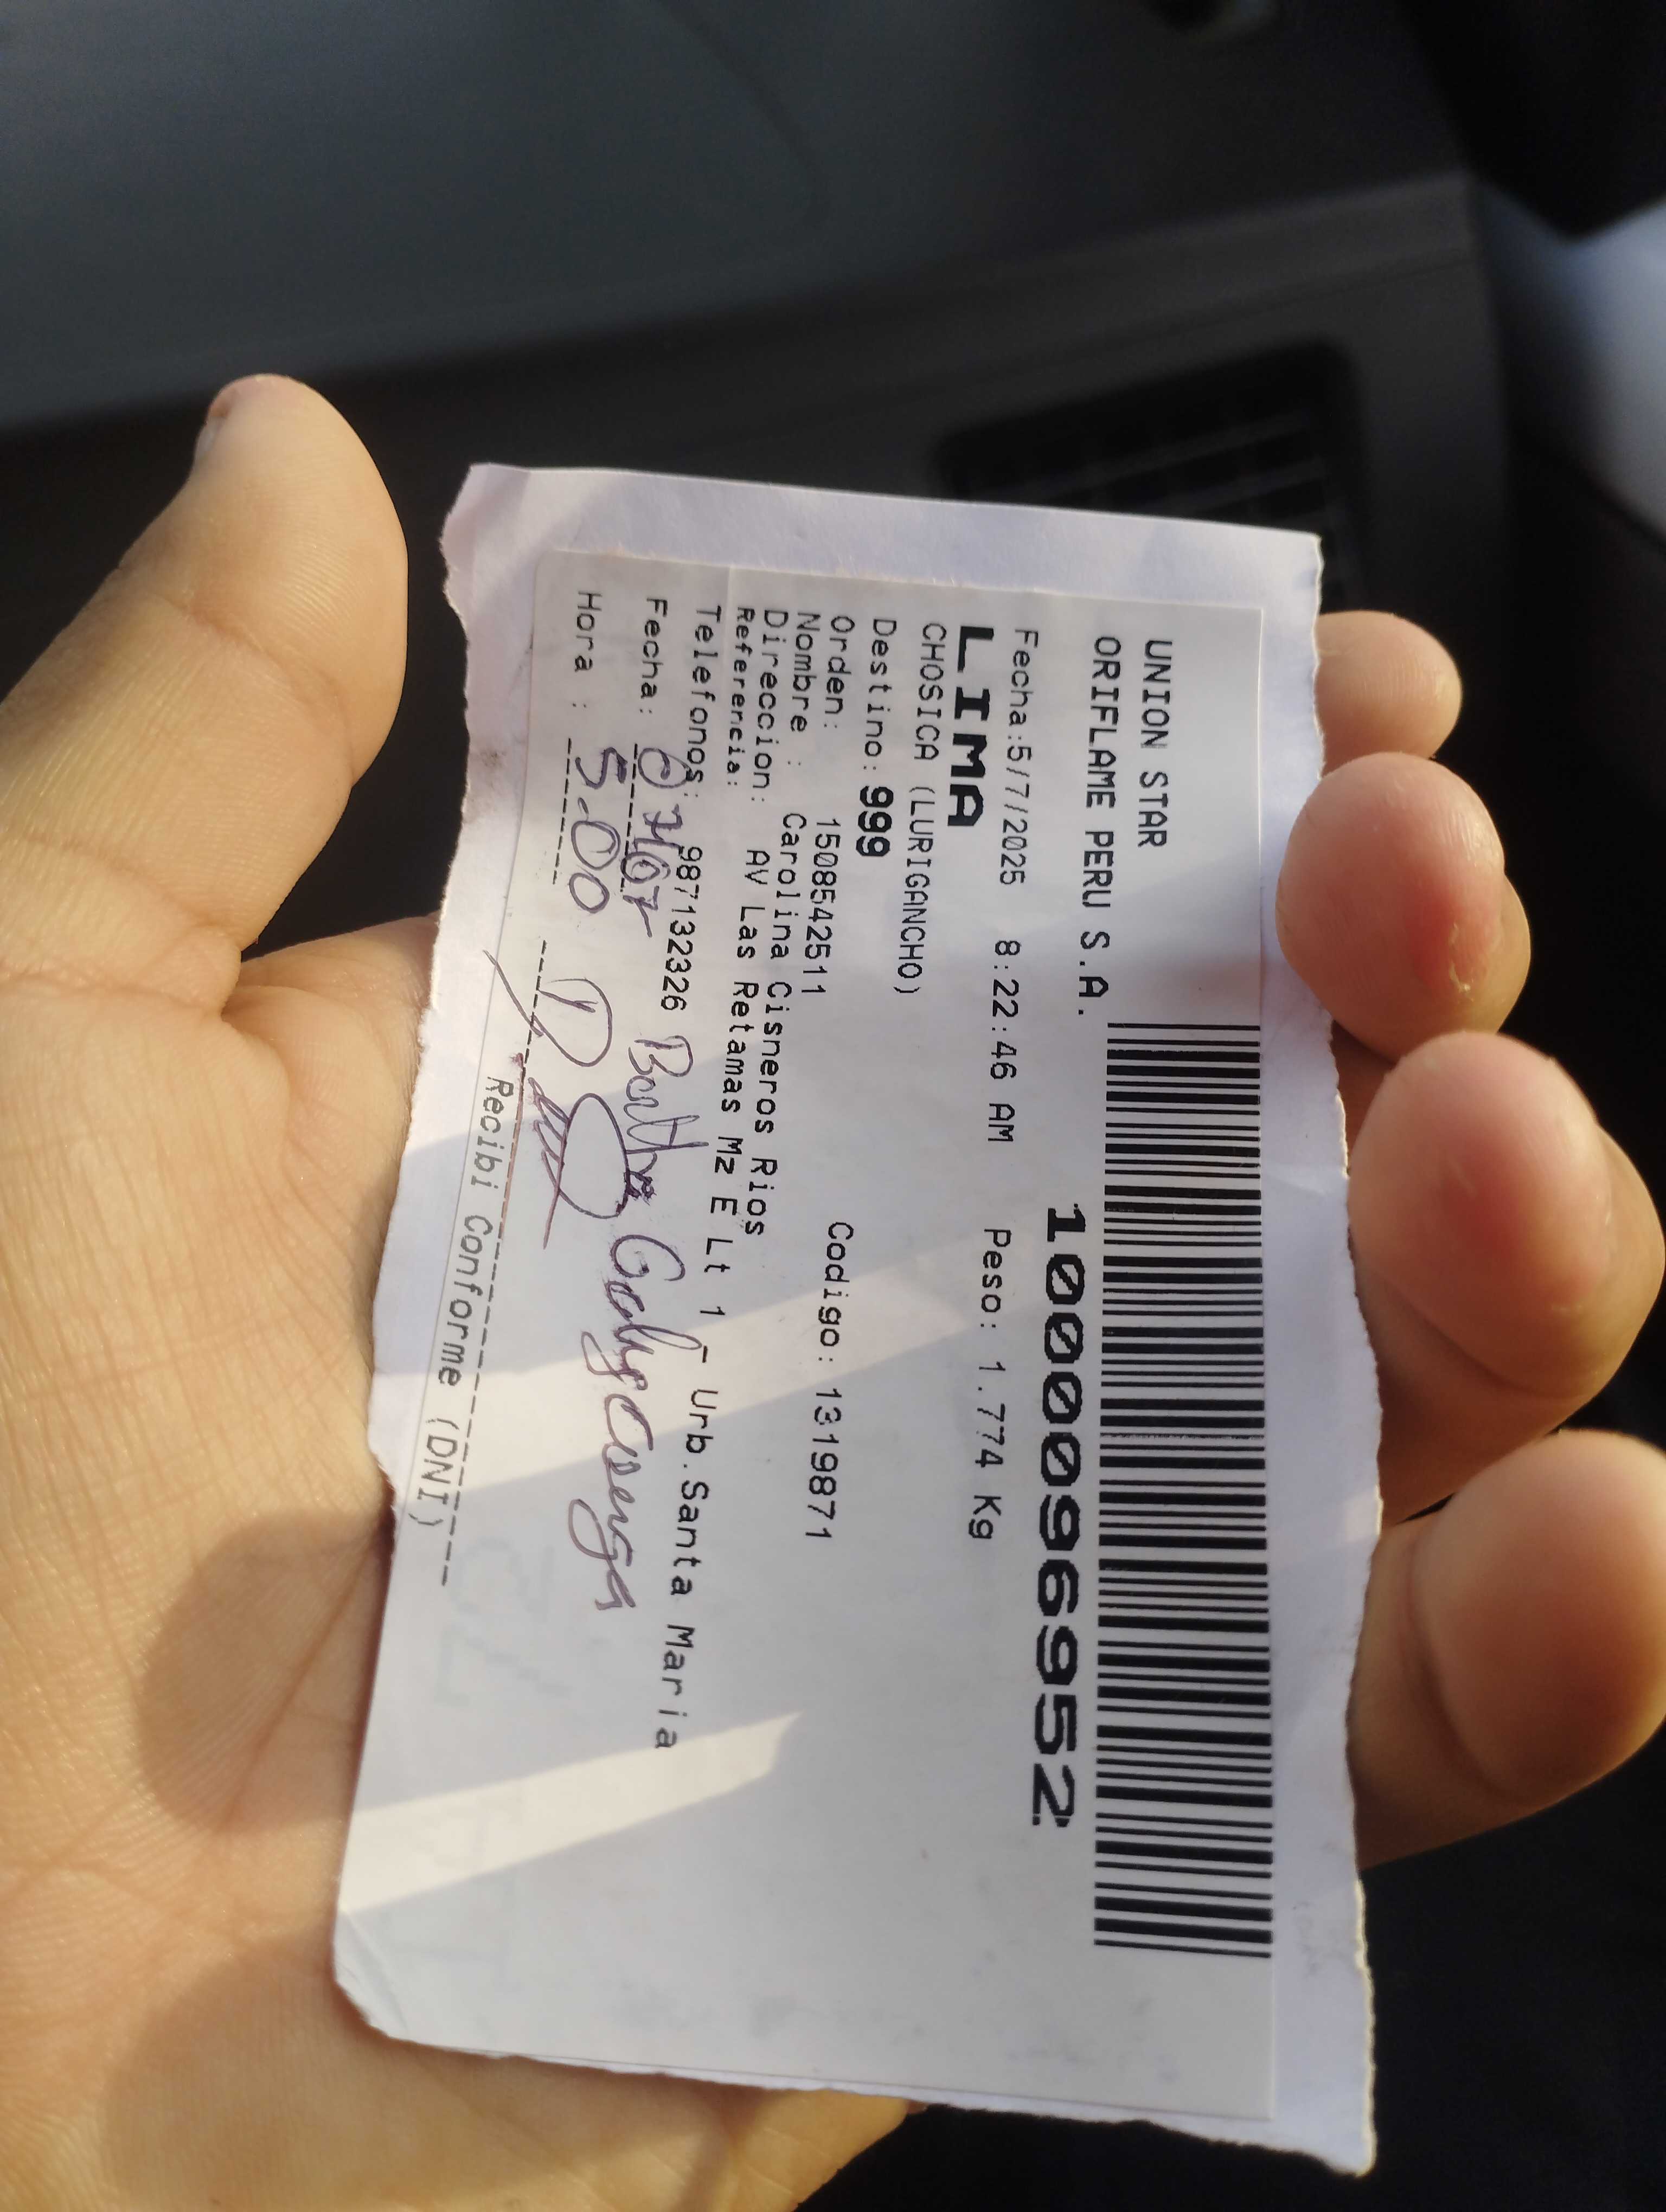 UNION STAR
ORIFLAME PERU S.A.
1000096952
Fecha:5/7/2025 8:22:46 AM Peso: 1.774 Kg
LIMA
CHOSICA (LURIGANCHO)
Destino: 999
Orden: 1508542511 Codigo: 1319871
Nombre : Carolina Cisneros Rios
Direccion: AV Las Retamas Mz E Lt 1 - Urb.Santa Maria
Referencia:
Telefonos: 987132326
Fecha:
Hora : 5.00
Recibi Conforme (DNI)